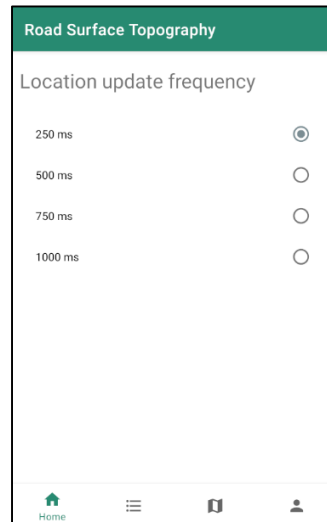 Road Surface Topography
Location update frequency
250 ms
500 ms
750 ms
1000 ms
Home